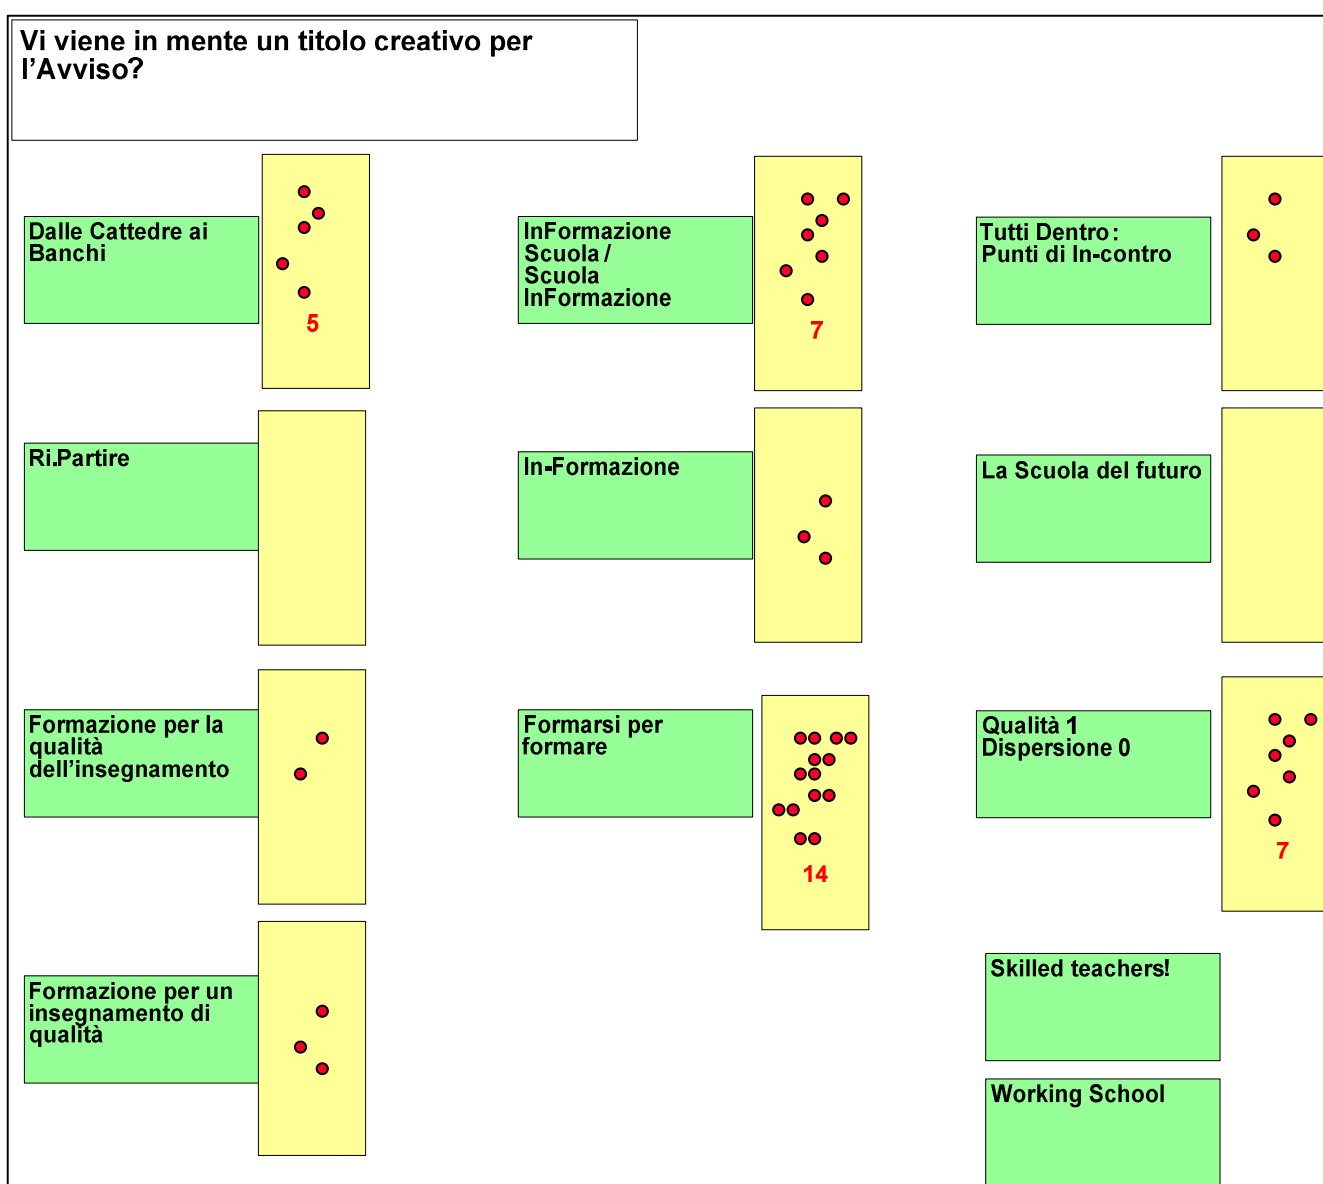 Vi viene in mente un titolo creativo per
l'Avviso?
Dalle Cattedre ai
Banchi
5
InFormazione
Scuola /
Scuola
InFormazione
7
Tutti Dentro:
Punti di In-contro
Ri.Partire
In-Formazione
La Scuola del futuro
Formazione per la
qualità
dell'insegnamento
Formarsi per
formare
14
Qualità 1
Dispersione 0
7
Formazione per un
insegnamento di
qualità
Skilled teachers!
Working School